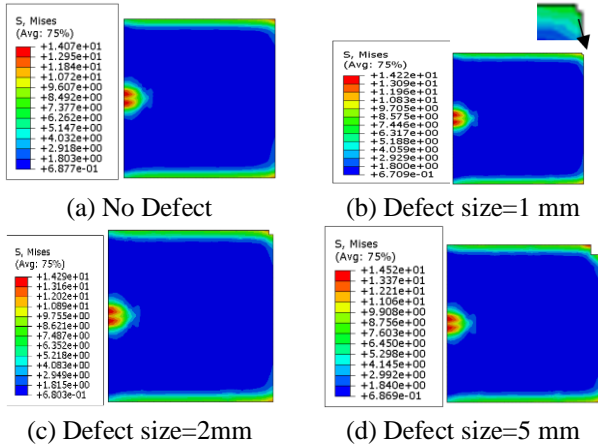 S, Mises
(Avg: 75%)
+1.407e+01
+1.295e+01
+1.184e+01
+1.072e+01
+9.607e+00
+8.492e+00
+7.377e+00
+6.262e+00
+5.147e+00
+4.032e+00
+2.918e+00
+1.803e+00
+6.877e-01
(a) No Defect
S, Mises
(Avg: 75%)
+1.422e+01
+1.309e+01
+1.196e+01
+1.083e+01
+9.705e+00
+8.575e+00
+7.446e+00
+6.317e+00
+5.188e+00
+4.059e+00
+2.929e+00
+1.800e+00
+6.709e-01
(b) Defect size=1 mm
S, Mises
(Avg: 75%)
+1.429e+01
+1.316e+01
+1.202e+01
+1.089e+01
+9.755e+00
+8.621e+00
+7.487e+00
+6.352e+00
+5.218e+00
+4.083e+00
+2.949e+00
+1.815e+00
+6.803e-01
(c) Defect size=2mm
S, Mises
(Avg: 75%)
+1.452e+01
+1.337e+01
+1.221e+01
+1.106e+01
+9.908e+00
+8.756e+00
+7.603e+00
+6.450e+00
+5.298e+00
+4.145e+00
+2.992e+00
+1.840e+00
+6.869e-01
(d) Defect size=5 mm